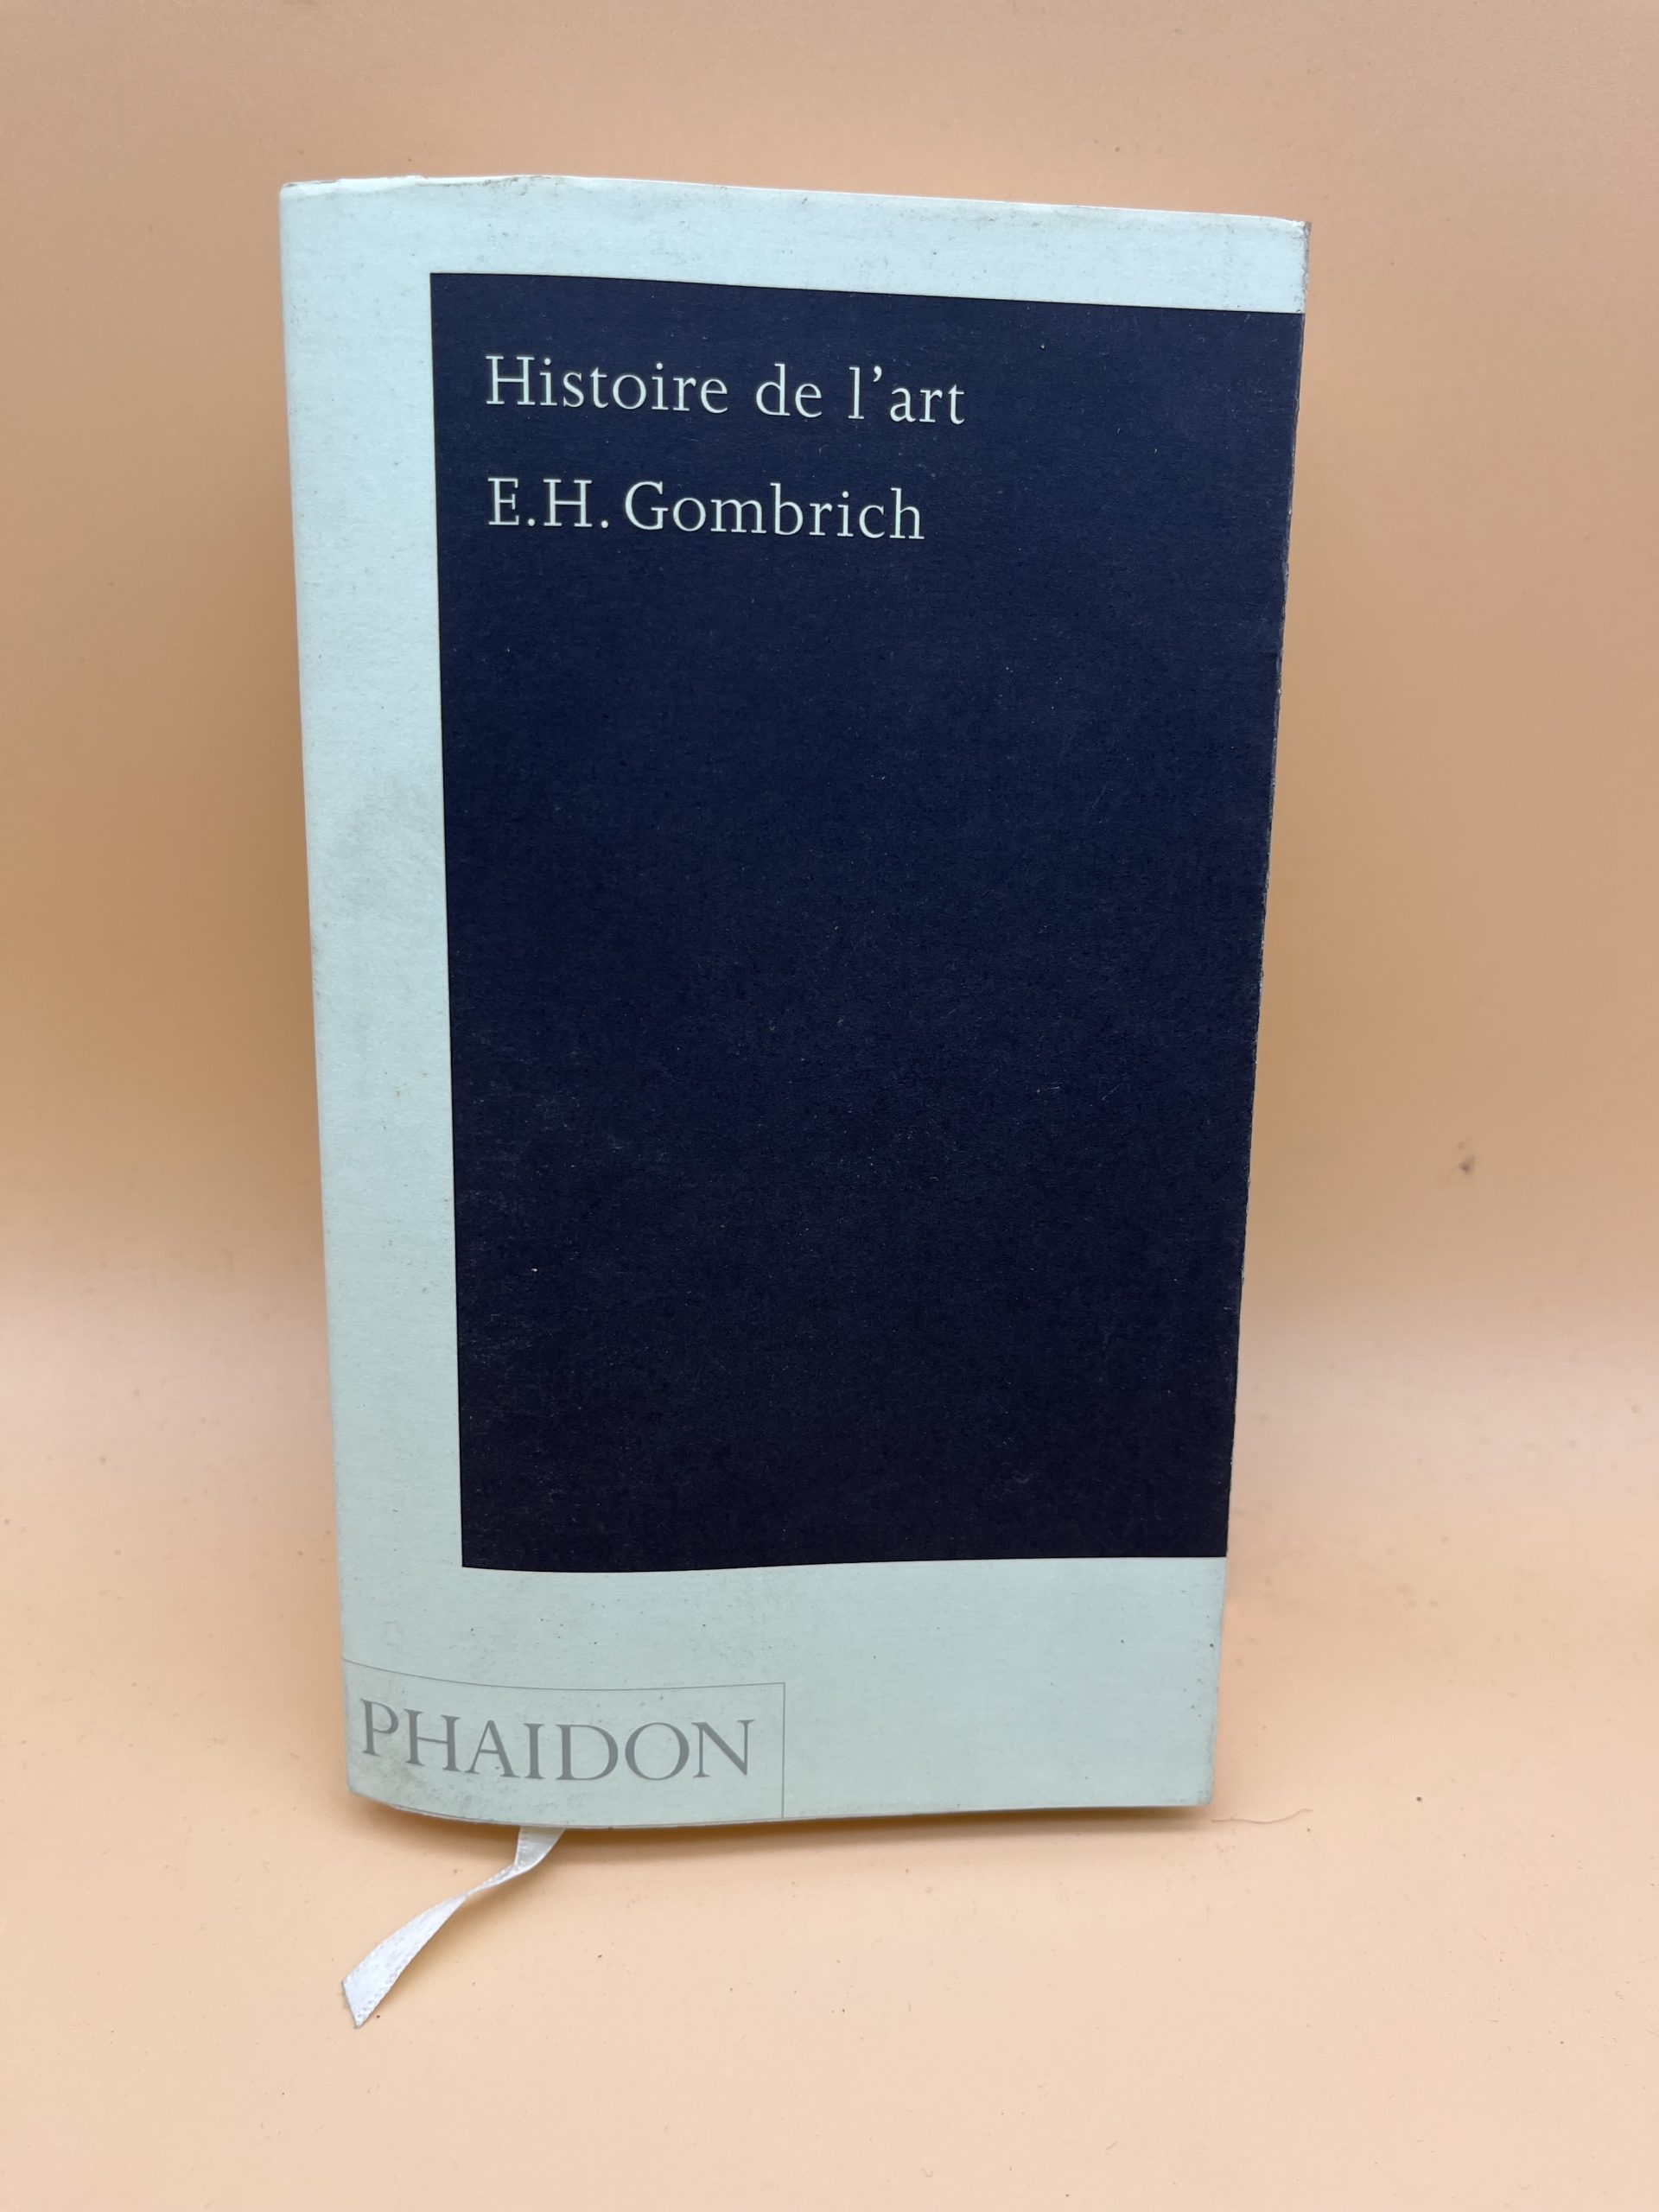 Histoire de l’art
E.H. Gombrich
PHAIDON